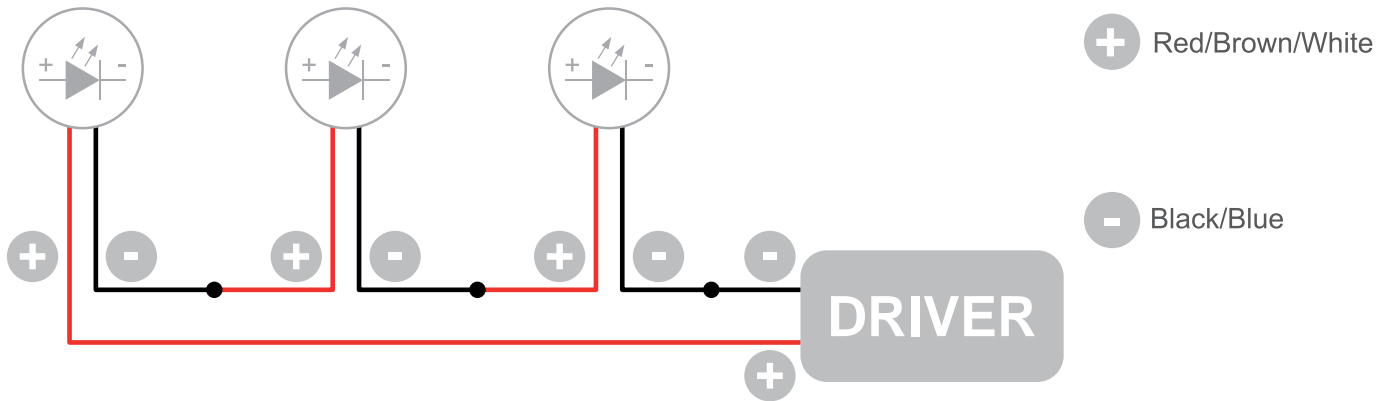 + -
+ -
+ -
+ Red/Brown/White
- Black/Blue
+ - + - + - -
DRIVER
+